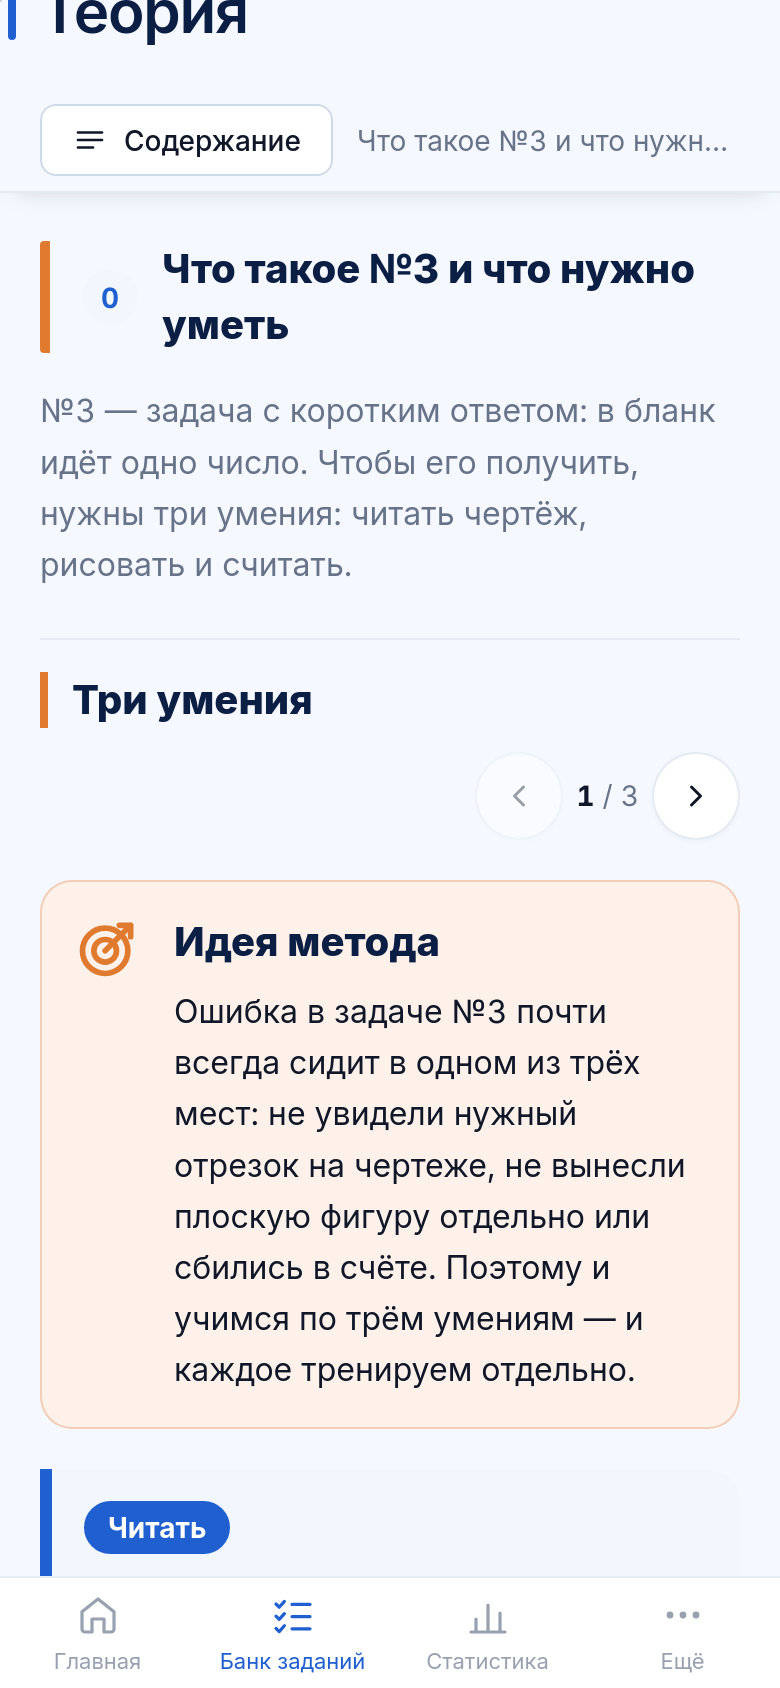 Теория
Содержание
Что такое №3 и что нужн...
0
Что такое №3 и что нужно
уметь
№3 — задача с коротким ответом: в бланк
идёт одно число. Чтобы его получить,
нужны три умения: читать чертёж,
рисовать и считать.
Три умения
1 / 3
Идея метода
Ошибка в задаче №3 почти
всегда сидит в одном из трёх
мест: не увидели нужный
отрезок на чертеже, не вынесли
плоскую фигуру отдельно или
сбились в счёте. Поэтому и
учимся по трём умениям — и
каждое тренируем отдельно.
Читать
Главная
Банк заданий
Статистика
Ещё